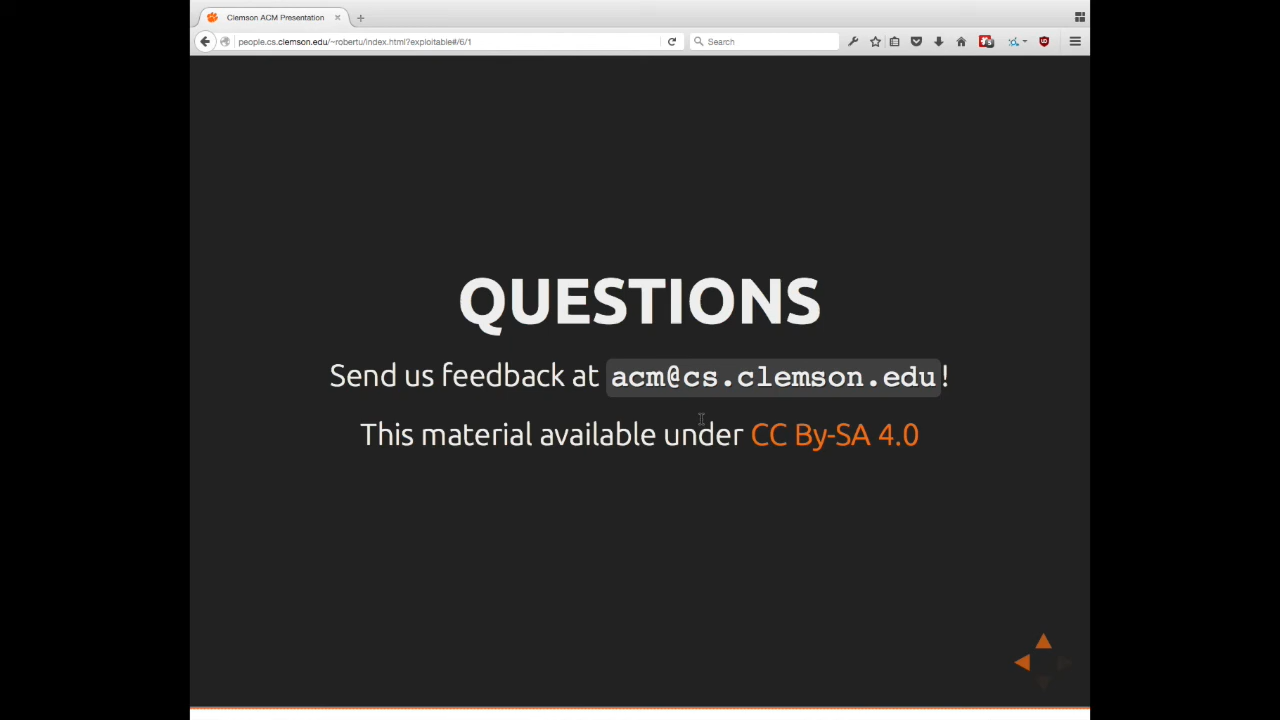 Clemson ACM Presentation
people.cs.clemson.edu/~robertu/index.html?exploitable#/6/1
Search
QUESTIONS
Send us feedback at acm@cs.clemson.edu!
This material available under CC By-SA 4.0